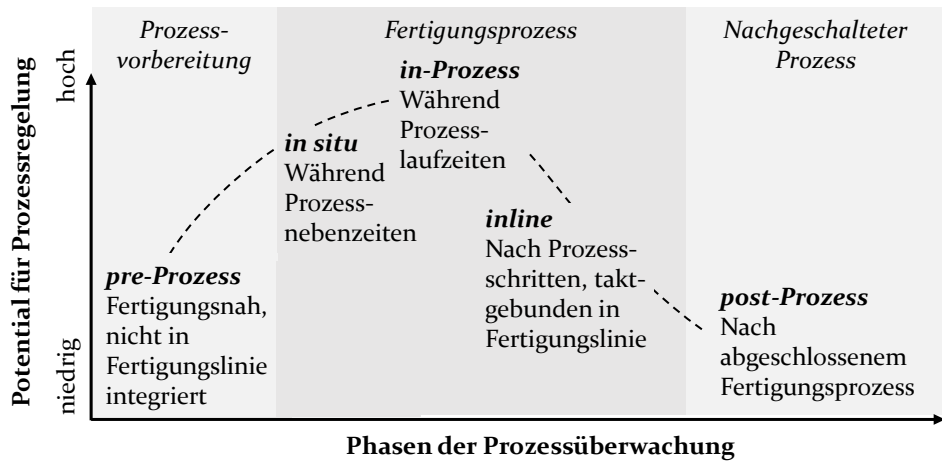 Prozess-
vorbereitung
Fertigungsprozess
Nachgeschalteter
Prozess
Potential für Prozessregelung
hoch
niedrig
pre-Prozess
Fertigungsnah,
nicht in
Fertigungslinie
integriert
in situ
Während
Prozess-
nebenzeiten
in-Prozess
Während
Prozess-
laufzeiten
inline
Nach Prozess-
schritten, takt-
gebunden in
Fertigungslinie
post-Prozess
Nach
abgeschlossenem
Fertigungsprozess
Phasen der Prozessüberwachung